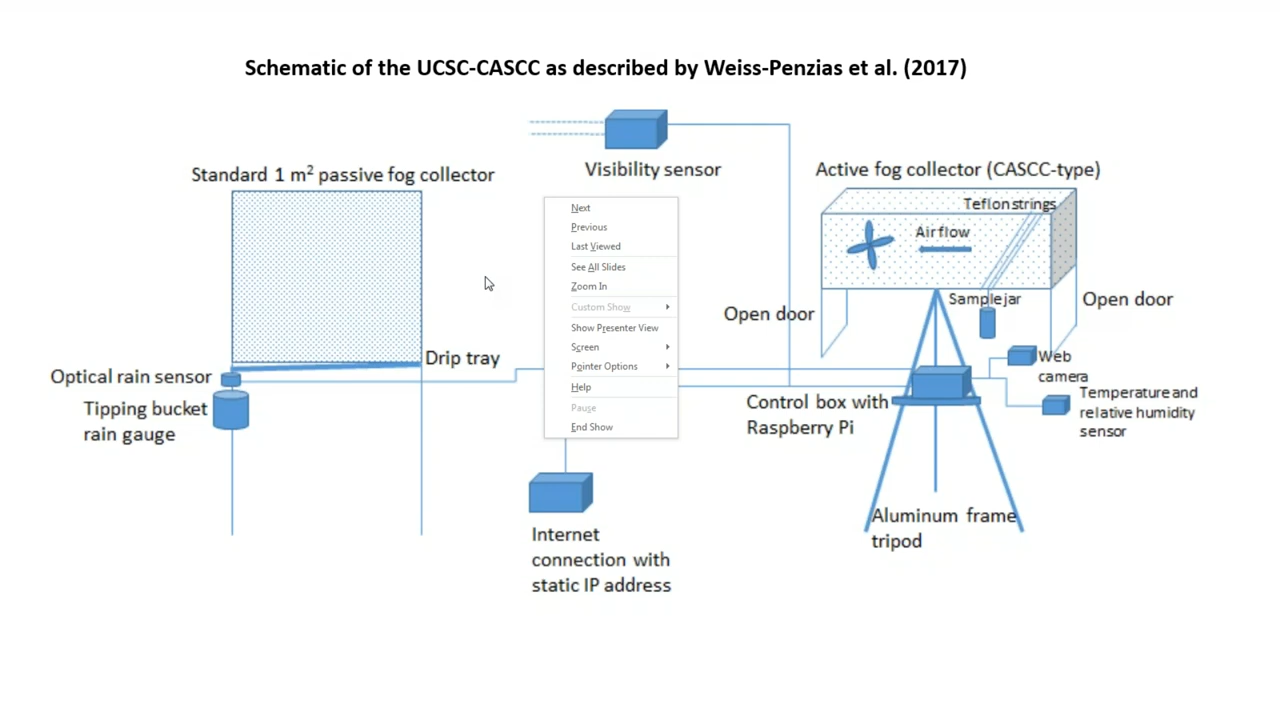 Schematic of the UCSC-CASCC as described by Weiss-Penzias et al. (2017)
Standard 1 m² passive fog collector
Visibility sensor
Active fog collector (CASCC-type)
Teflon strings
Air flow
Next
Previous
Last Viewed
See All Slides
Zoom In
Custom Show
Show Presenter View
Screen
Pointer Options
Help
Pause
End Show
Open door
Sample jar
Open door
Drip tray
Optical rain sensor
Tipping bucket
rain gauge
Web
camera
Control box with
Raspberry Pi
Temperature and
relative humidity
sensor
Aluminum frame
tripod
Internet
connection with
static IP address